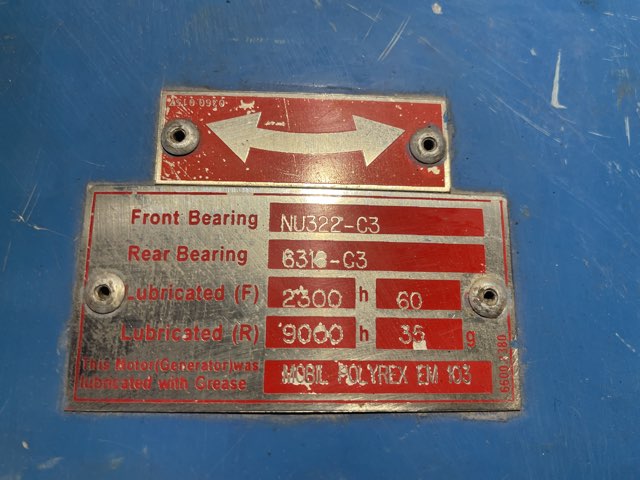 Front Bearing NU322-C3
Rear Bearing
Lubricated (F) 2300 h 60
Lubricated (R) 9000 h 35 g
This Motor(Generator)was
lubricated with Grease MOBIL POLYREX EM 103